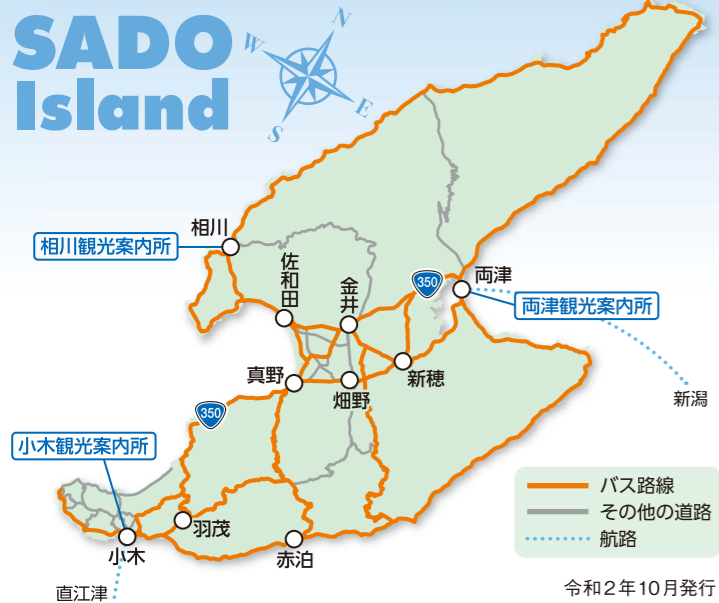 SADO
Island
N
W
E
S
相川
相川観光案内所
佐和田
金井
350
両津
両津観光案内所
新潟
真野
畑野
新穂
350
小木観光案内所
羽茂
小木
赤泊
直江津
バス路線
その他の道路
航路
令和2年10月発行